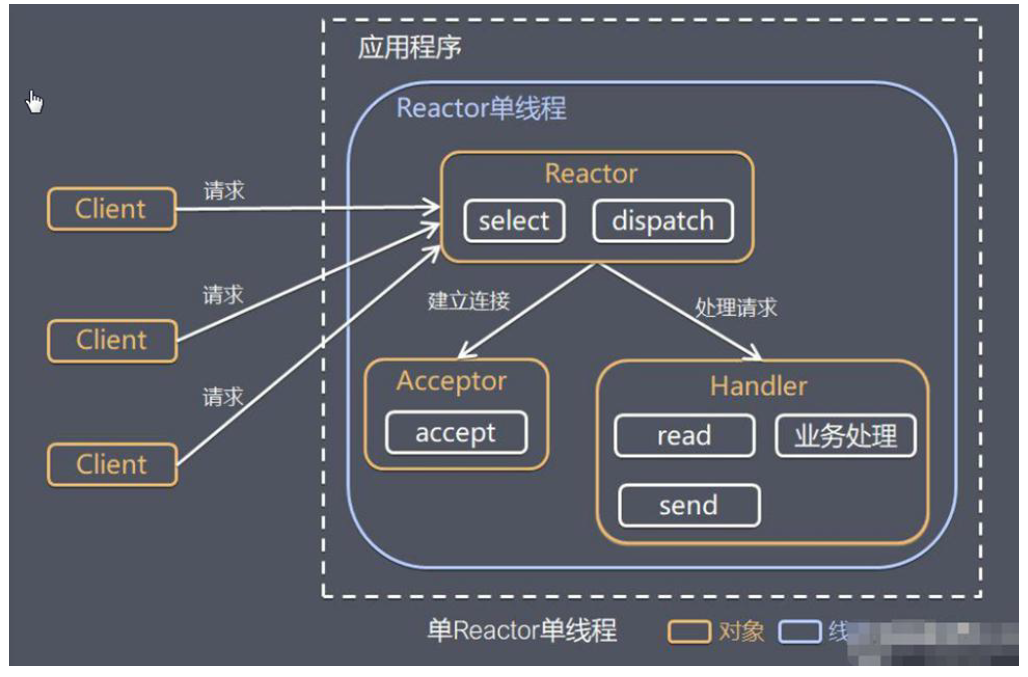 应用程序
Reactor单线程
Reactor
select
dispatch
Client
请求
Client
请求
Client
请求
建立连接
处理请求
Acceptor
accept
Handler
read
业务处理
send
单Reactor单线程
对象
线